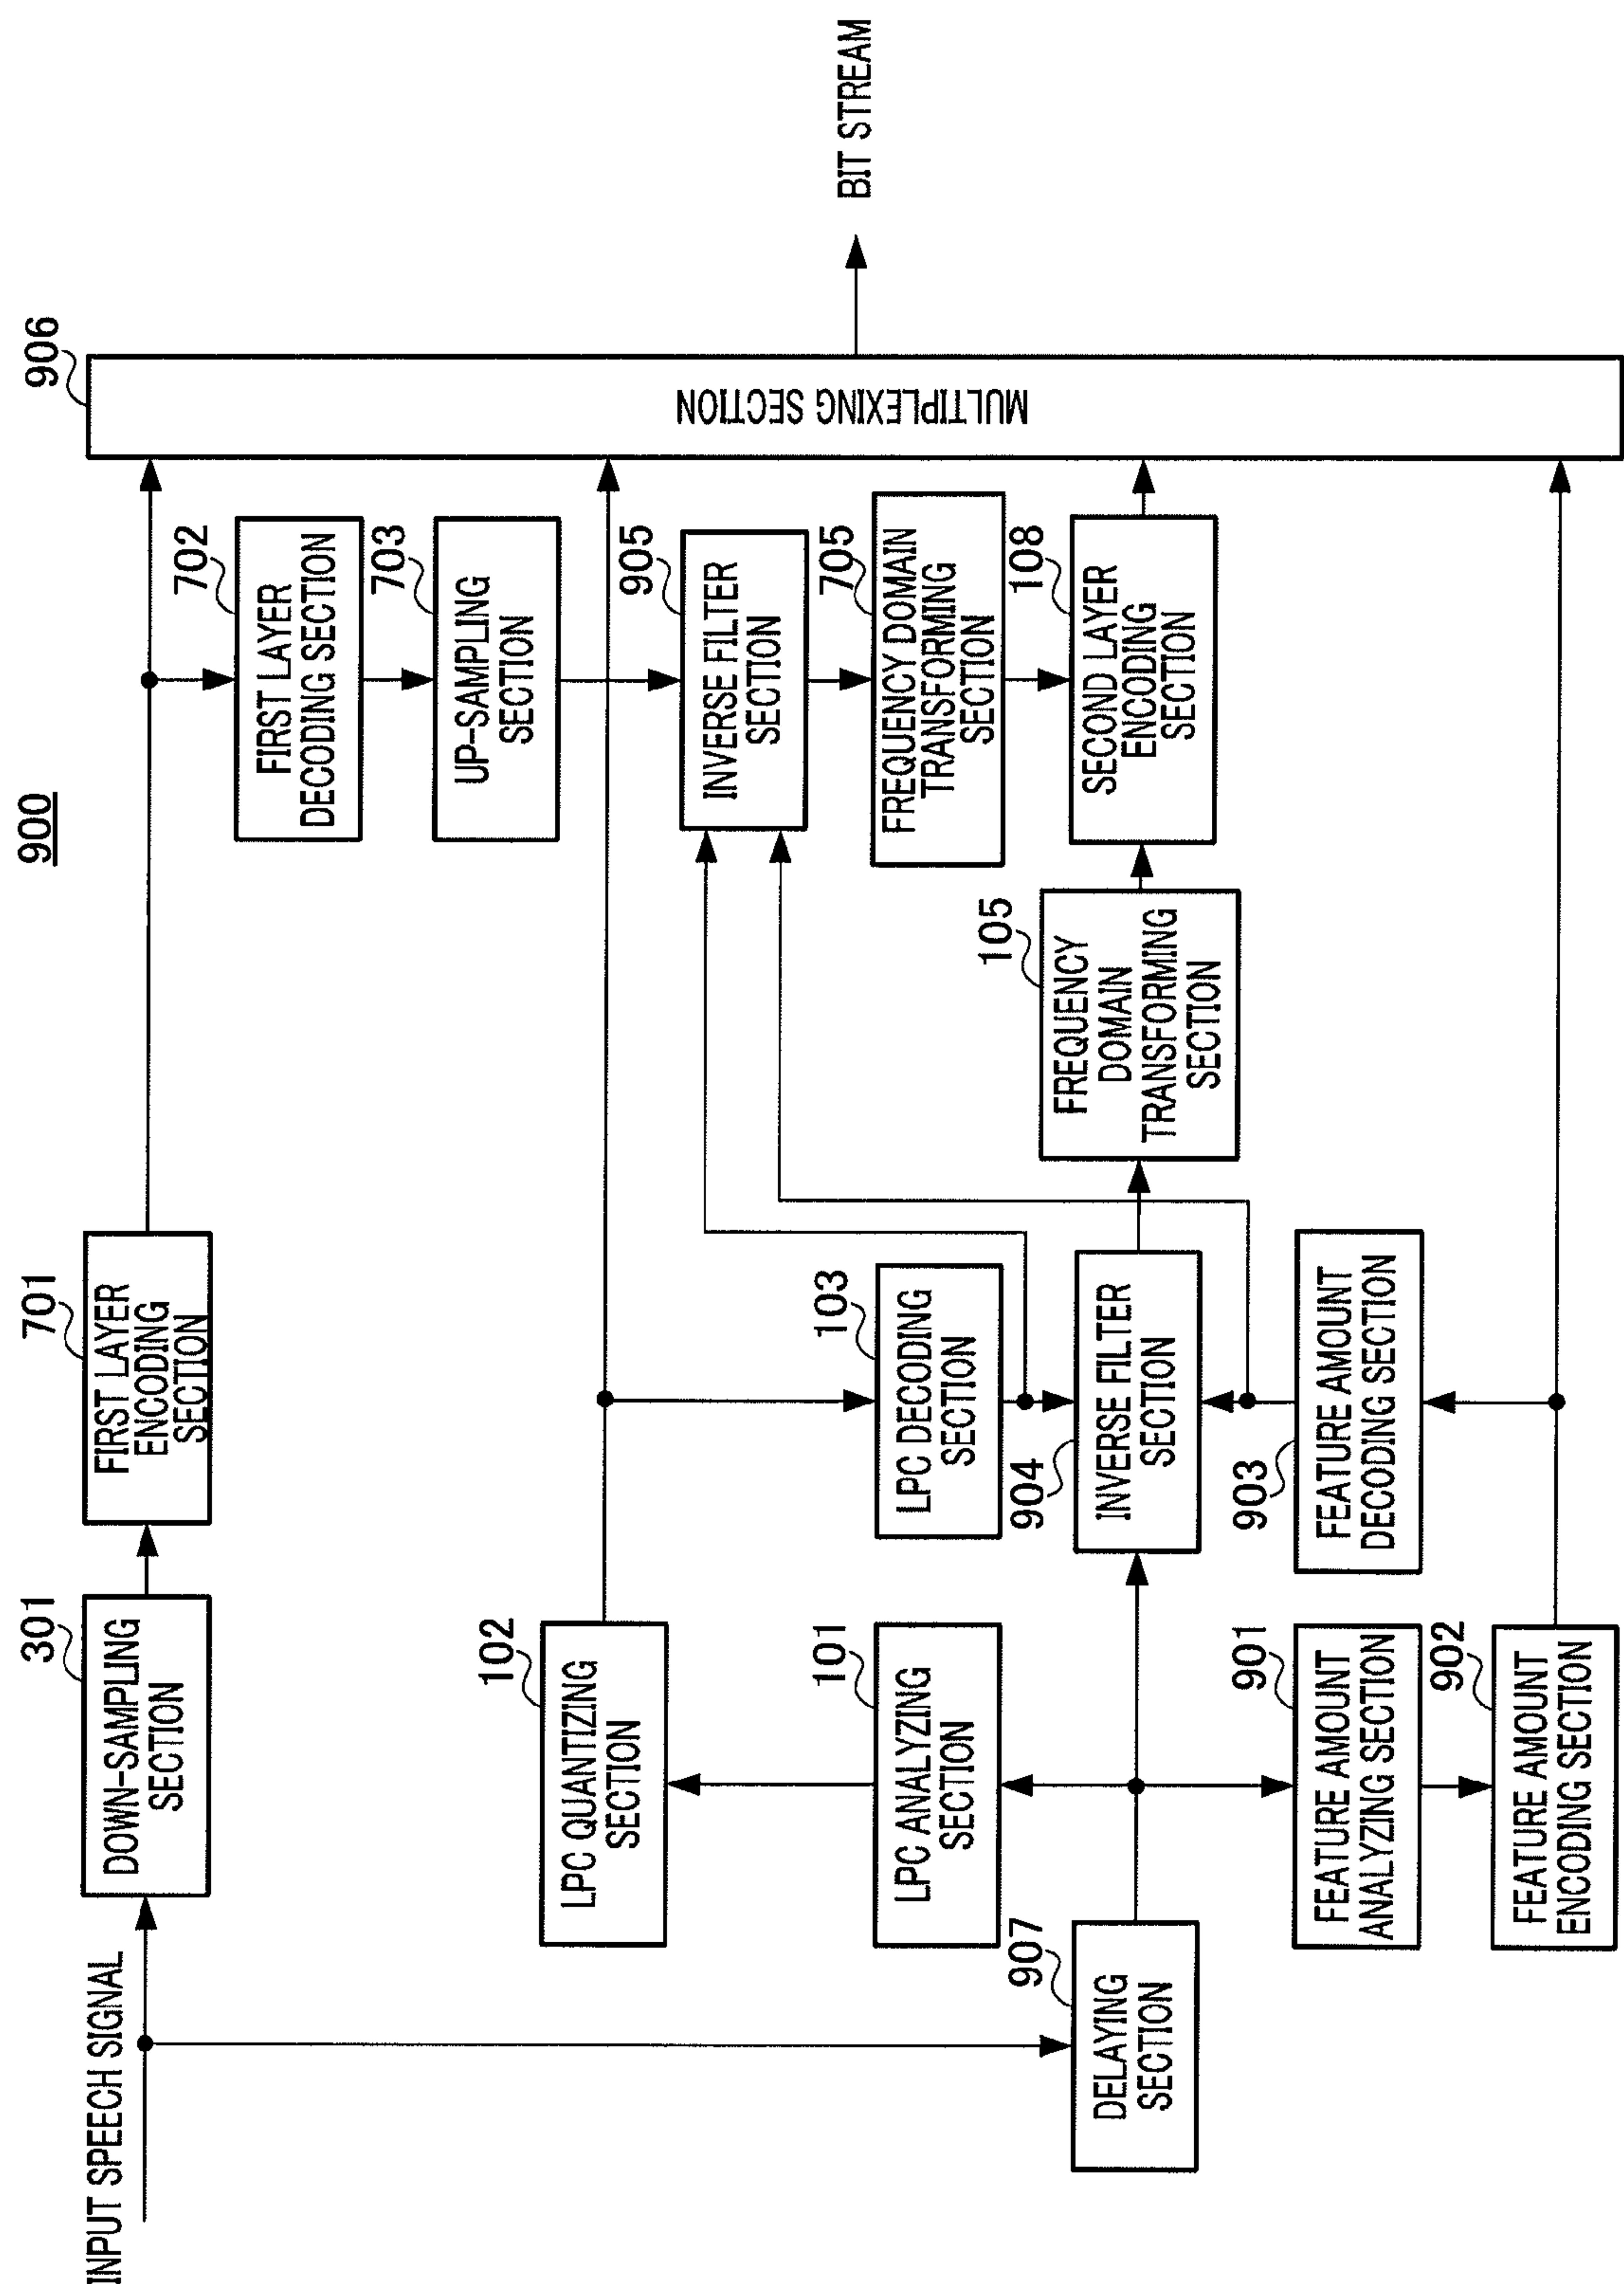 900
INPUT SPEECH SIGNAL
301
DOWN-SAMPLING
SECTION
701
FIRST LAYER
ENCODING
SECTION
702
FIRST LAYER
DECODING SECTION
703
UP-SAMPLING
SECTION
906
MULTIPLEXING SECTION
BIT STREAM
102
LPC QUANTIZING
SECTION
905
INVERSE FILTER
SECTION
101
LPC ANALYZING
SECTION
103
LPC DECODING
SECTION
705
FREQUENCY DOMAIN
TRANSFORMING
SECTION
907
DELAYING
SECTION
904
INVERSE FILTER
SECTION
105
FREQUENCY
DOMAIN
TRANSFORMING
SECTION
108
SECOND LAYER
ENCODING
SECTION
901
FEATURE AMOUNT
ANALYZING SECTION
903
FEATURE AMOUNT
DECODING SECTION
902
FEATURE AMOUNT
ENCODING SECTION